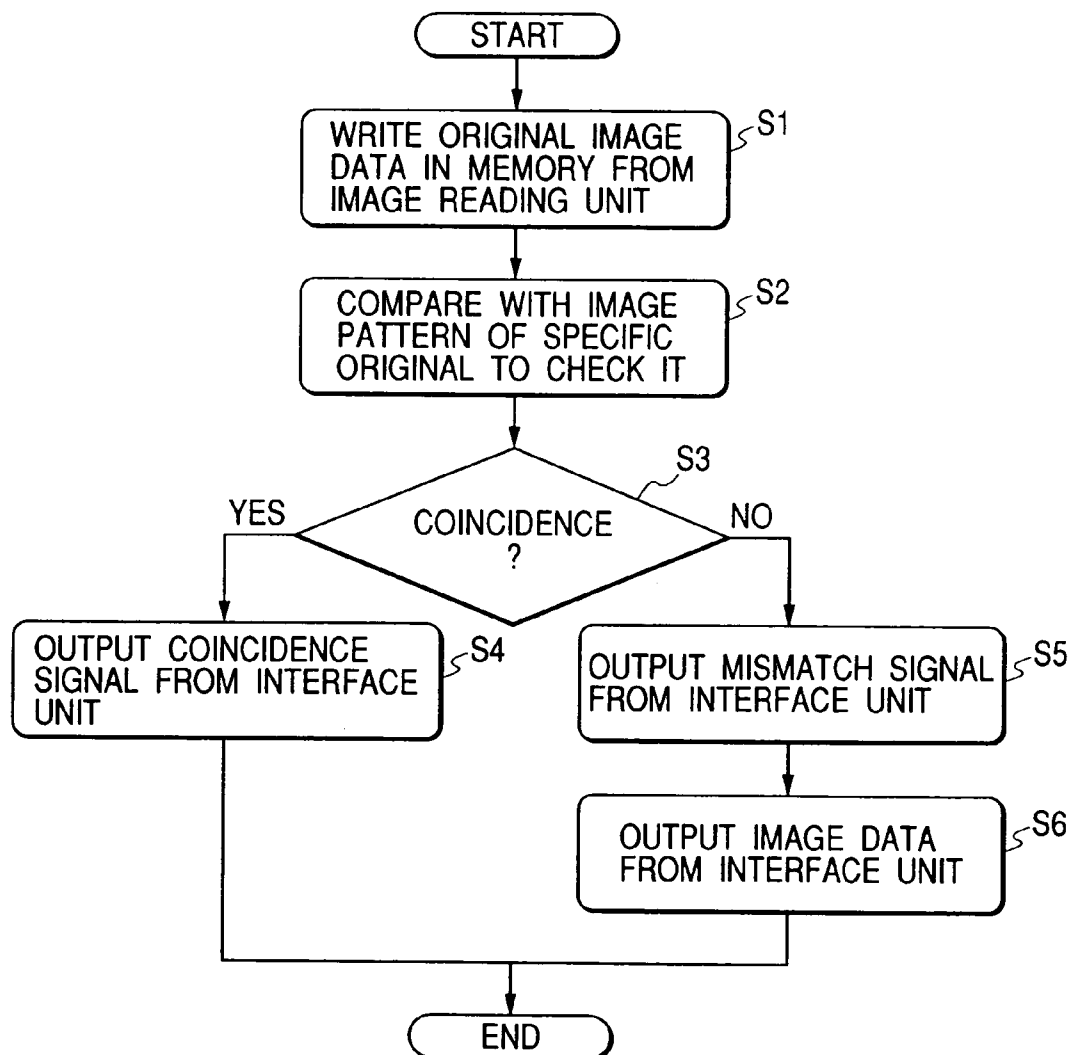 START
WRITE ORIGINAL IMAGE
DATA IN MEMORY FROM
IMAGE READING UNIT
S1
COMPARE WITH IMAGE
PATTERN OF SPECIFIC
ORIGINAL TO CHECK IT
S2
S3
YES
COINCIDENCE
?
NO
OUTPUT COINCIDENCE
SIGNAL FROM INTERFACE
UNIT
S4
OUTPUT MISMATCH SIGNAL
FROM INTERFACE UNIT
S5
OUTPUT IMAGE DATA
FROM INTERFACE UNIT
S6
END